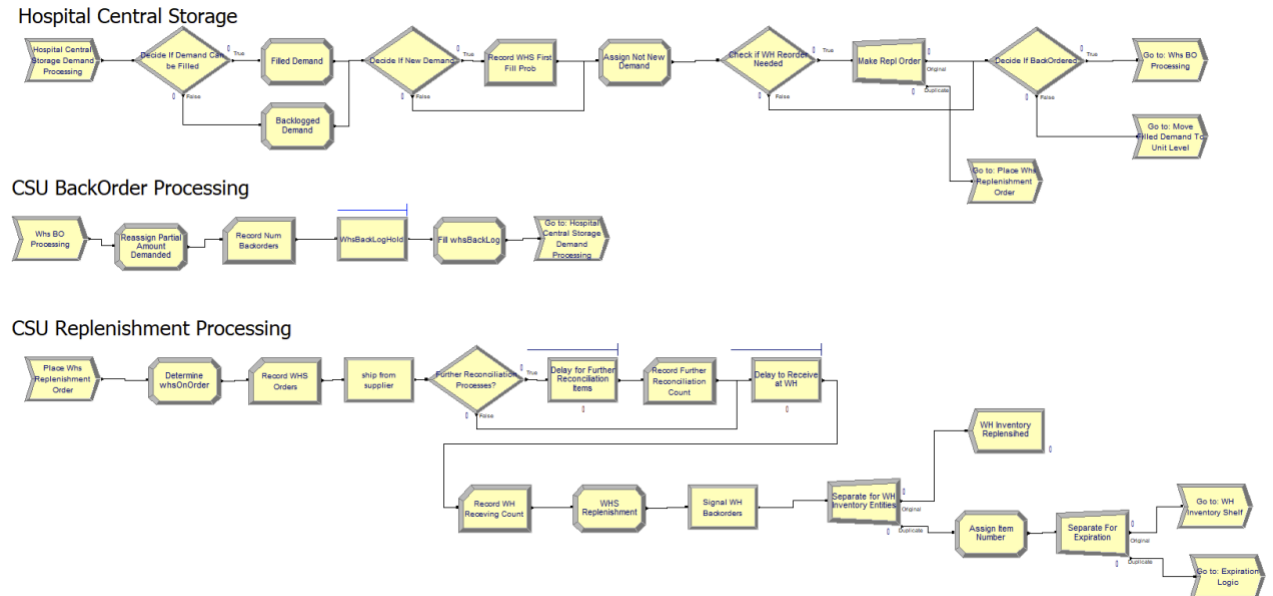 Hospital Central Storage
Hospital Central
Storage Demand
Processing
Decide If Demand Can
be Filled
True
False
Filled Demand
Backlogged
Demand
Decide If New Demand
True
False
Record WHS First
Fill Prob
Assign Not New
Demand
Check if WH Reorder
Needed
True
False
Make Repl Order
Original
Duplicate
Decide If BackOrdered
True
False
Go to: Whs BO
Processing
Go to: Move
Filled Demand To
Unit Level
Go to: Place Whs
Replenishment
Order
CSU BackOrder Processing
Whs BO
Processing
Reassign Partial
Amount
Demanded
Record Num
Backorders
WhsBackLogHold
Fill whsBackLog
Go to: Hospital
Central Storage
Demand
Processing
CSU Replenishment Processing
Place Whs
Replenishment
Order
Determine
whsOnOrder
Record WHS
Orders
ship from
supplier
Further Reconciliation
Processes?
True
False
Delay for Further
Reconciliation
Items
0
Record Further
Reconciliation
Count
Delay to Receive
at WH
0
Record WH
Receving Count
WHS
Replenishment
Signal WH
Backorders
Separate for WH
Inventory Entities
Original
Duplicate
WH Inventory
Replensihed
Assign Item
Number
Separate For
Expiration
Original
Duplicate
Go to: WH
Inventory Shelf
Go to: Expiration
Logic